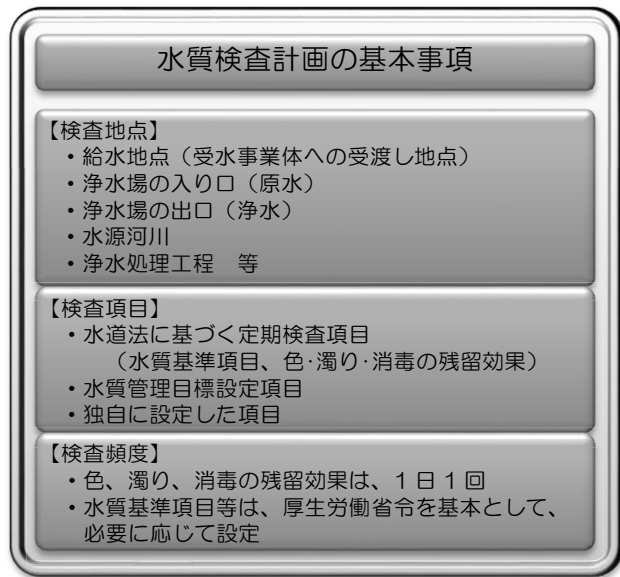 水質検査計画の基本事項
【検査地点】
・給水地点（受水事業体への受渡し地点）
・浄水場の入り口（原水）
・浄水場の出口（浄水）
・水源河川
・浄水処理工程　等
【検査項目】
・水道法に基づく定期検査項目
（水質基準項目、色･濁り･消毒の残留効果）
・水質管理目標設定項目
・独自に設定した項目
【検査頻度】
・色、濁り、消毒の残留効果は、１日１回
・水質基準項目等は、厚生労働省令を基本として、
必要に応じて設定